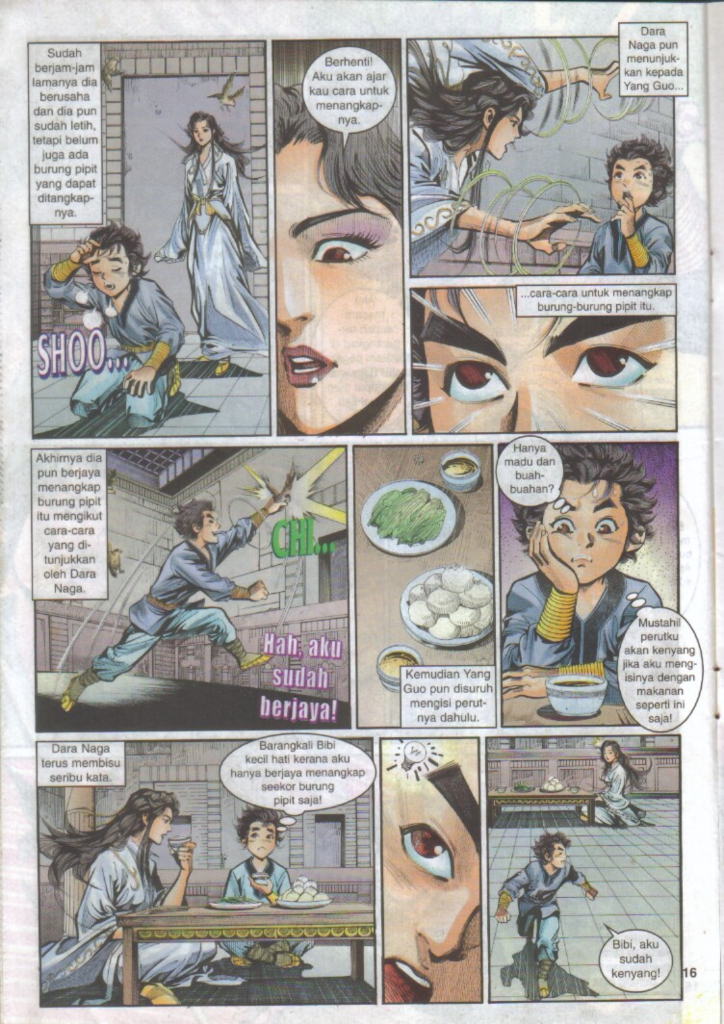 Sudah
berjam-jam
lamanya dia
berusaha
dan dia pun
sudah letih,
tetapi belum
juga ada
burung pipit
yang dapat
ditangkap-
nya.
SHOO...
Berhenti!
Aku akan ajar
kau cara untuk
menangkap-
nya.
Dara
Naga pun
menunjuk-
kan kepada
Yang Guo...
...cara-cara untuk menangkap
burung-burung pipit itu.
Akhirnya dia
pun berjaya
menangkap
burung pipit
itu mengikut
cara-cara
yang di-
tunjukkan
oleh Dara
Naga.
CHI...
Hah, aku
sudah
berjaya!
Kemudian Yang
Guo pun disuruh
mengisi perut-
nya dahulu.
Hanya
madu dan
buah-
buahan?
Mustahil
perutku
akan kenyang
jika aku meng-
isinya dengan
makanan
seperti ini
saja!
Dara Naga
terus membisu
seribu kata.
Barangkali Bibi
kecil hati kerana aku
hanya berjaya menangkap
seekor burung
pipit saja!
Bibi, aku
sudah
kenyang!
16